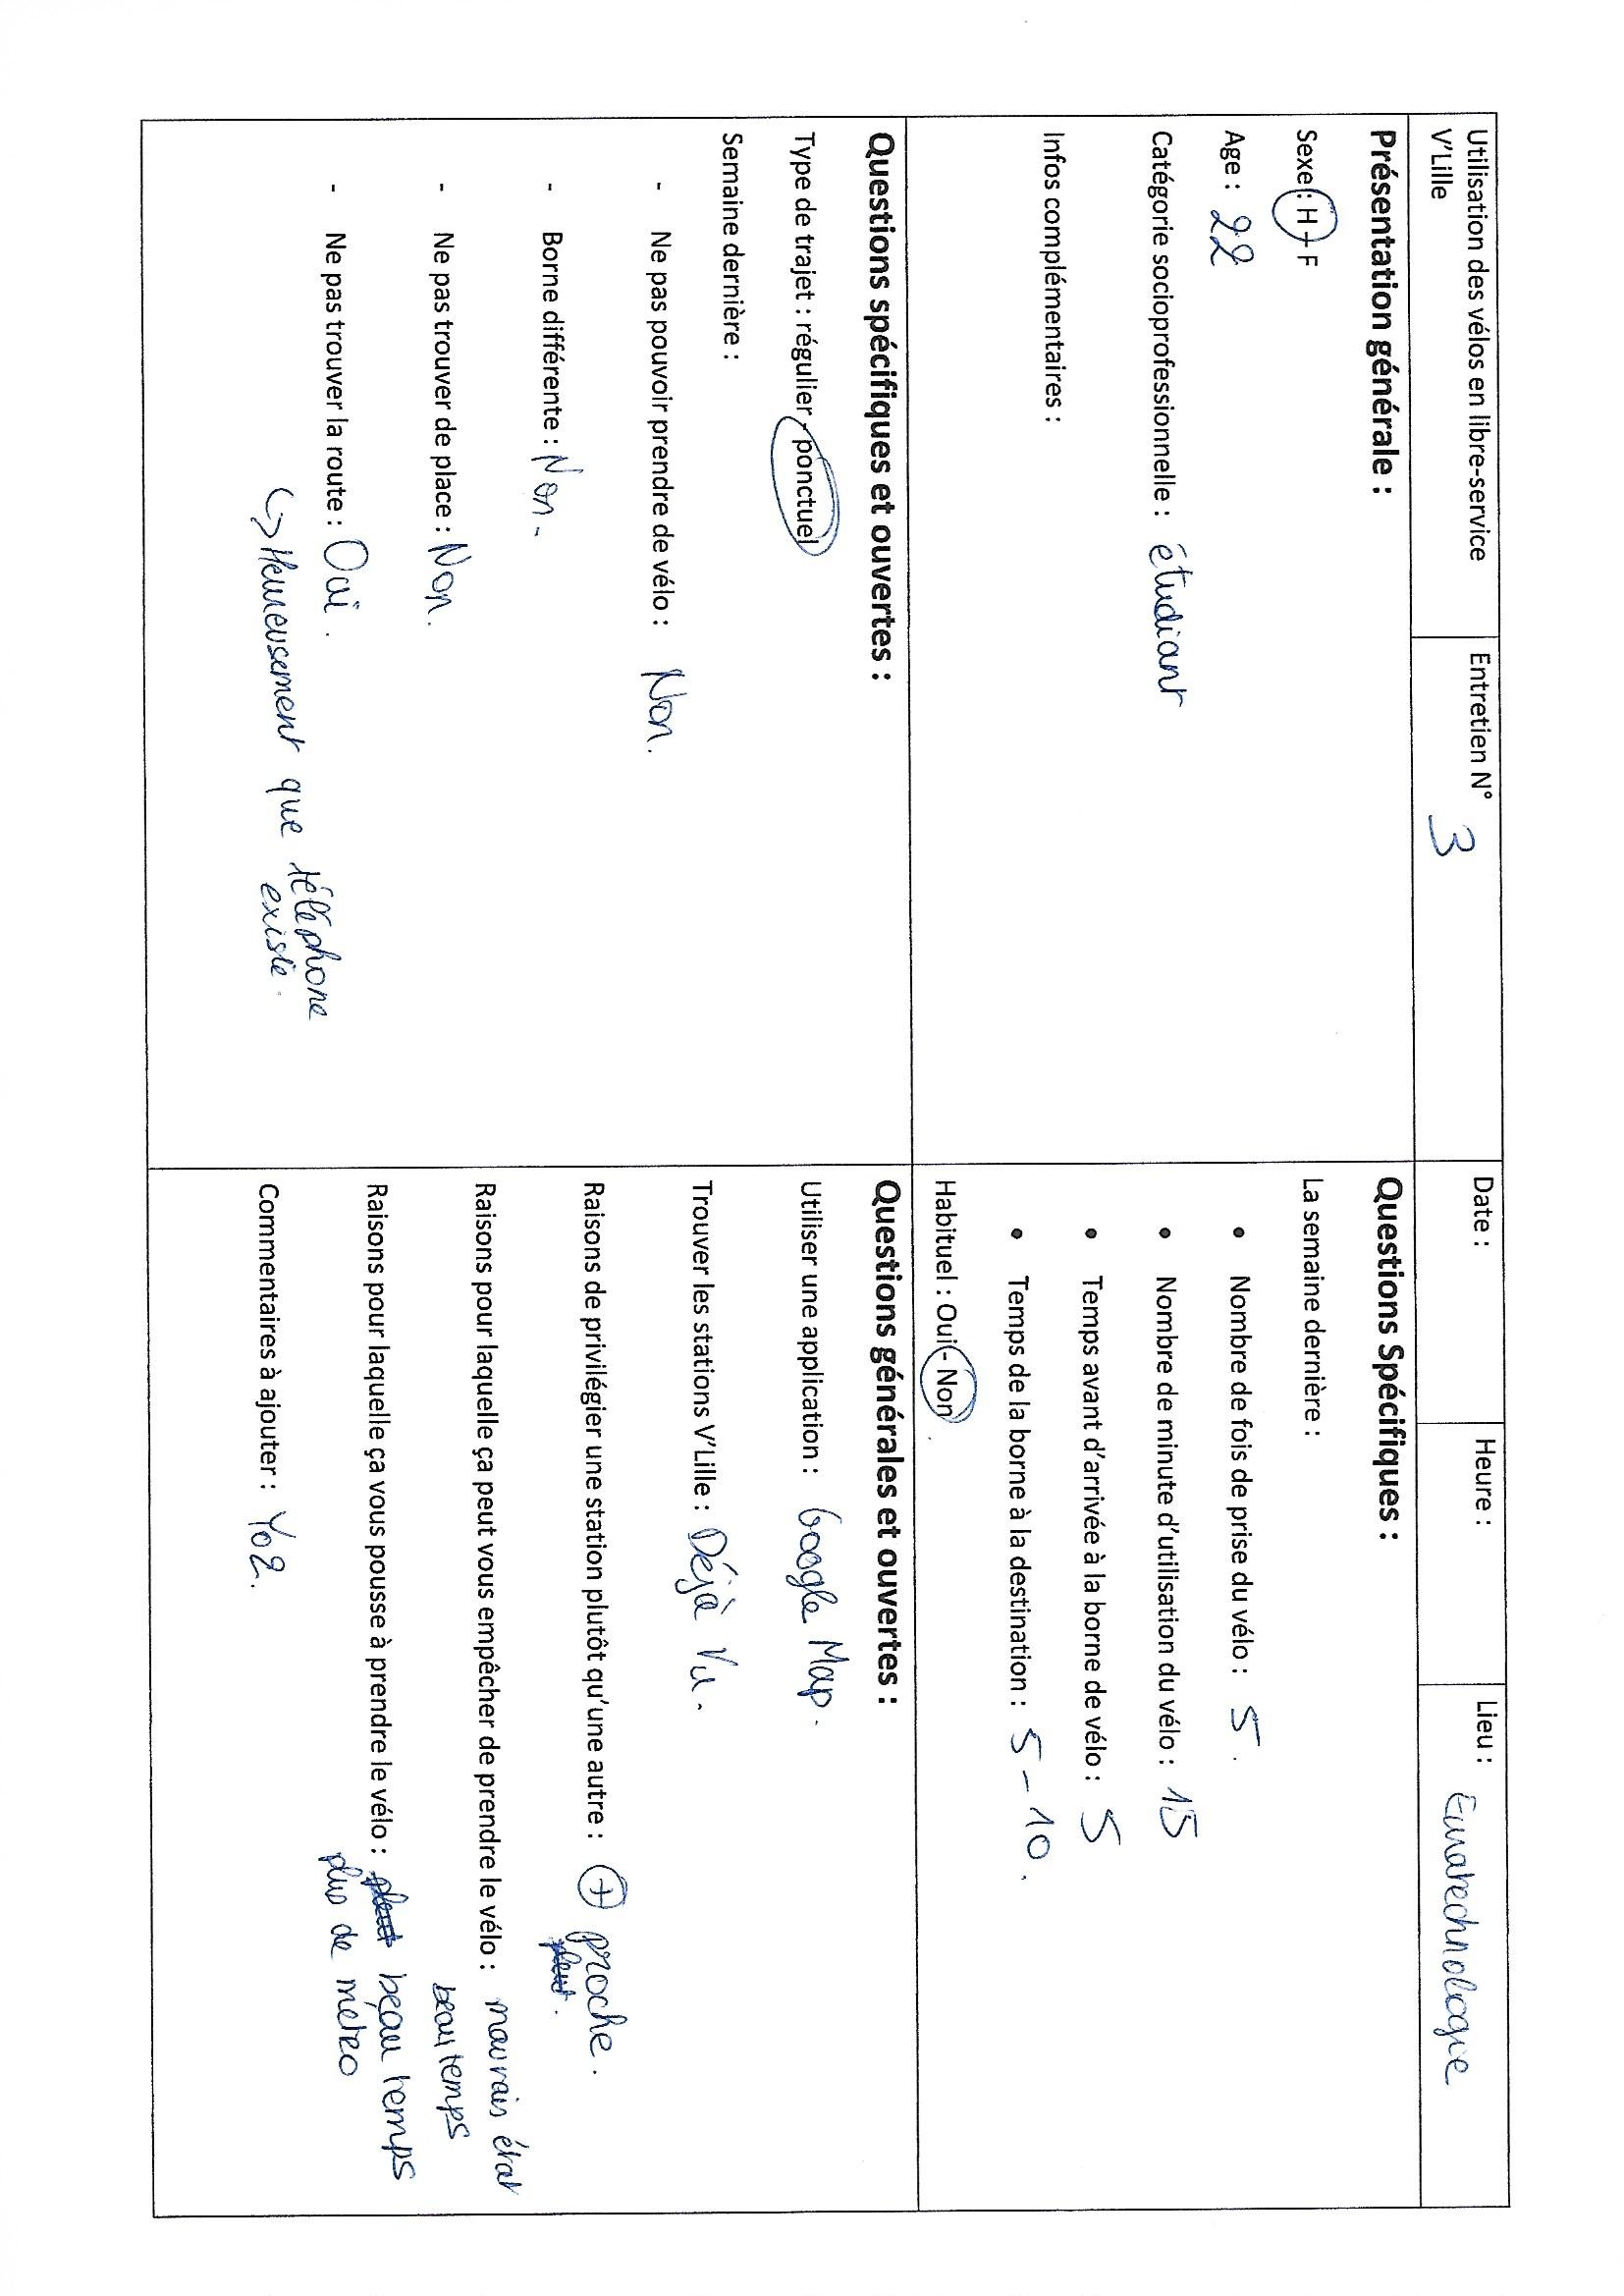 Utilisation des vélos en libre-service
V'Lille
Entretien N° 3
Date :
Heure :
Lieu : Euratechnologie
Présentation générale :
Sexe : H - F
Age : 22
Catégorie socioprofessionnelle : étudiant
Infos complémentaires :
Questions Spécifiques :
La semaine dernière :
• Nombre de fois de prise du vélo : 5.
• Nombre de minute d'utilisation du vélo : 15
• Temps avant d'arrivée à la borne de vélo : 5
• Temps de la borne à la destination : 5 - 10.
Habituel : Oui - Non
Questions spécifiques et ouvertes :
Type de trajet : régulier - ponctuel
Semaine dernière :
- Ne pas pouvoir prendre de vélo : Non.
- Borne différente : Non.
- Ne pas trouver de place : Non.
- Ne pas trouver la route : Oui.
↳ Heureusement que téléphone
existe.
Questions générales et ouvertes :
Utiliser une application : Google Map.
Trouver les stations V'Lille : Déjà Vu.
Raisons de privilégier une station plutôt qu'une autre : + proche.
pleut.
Raisons pour laquelle ça peut vous empêcher de prendre le vélo : mauvais état
beau temps
Raisons pour laquelle ça vous pousse à prendre le vélo : pleut beau temps
plus de métro
Commentaires à ajouter :